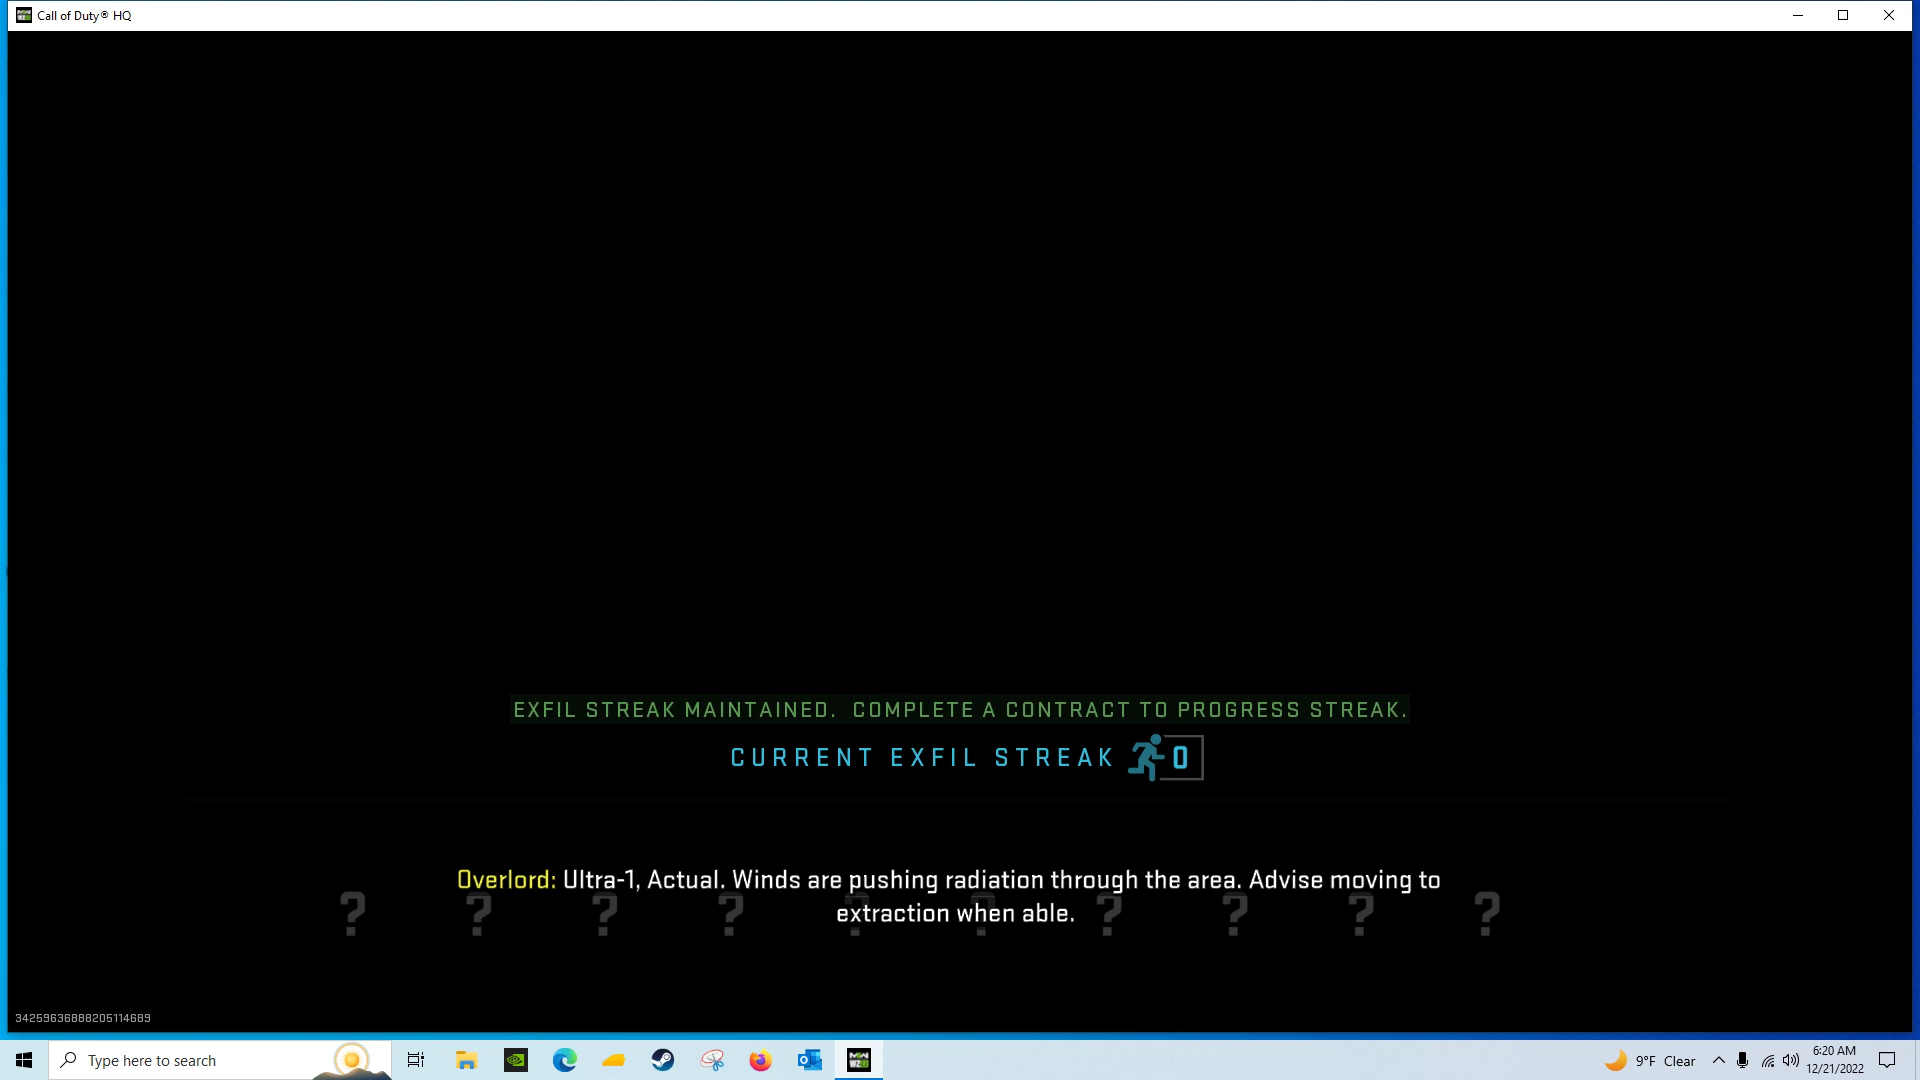 Call of Duty® HQ
EXFIL STREAK MAINTAINED. COMPLETE A CONTRACT TO PROGRESS STREAK.
CURRENT EXFIL STREAK 0
Overlord: Ultra-1, Actual. Winds are pushing radiation through the area. Advise moving to
extraction when able.
? ? ? ? ? ? ? ? ? ?
34259636888205114689
Type here to search
9°F Clear
6:20 AM
12/21/2022